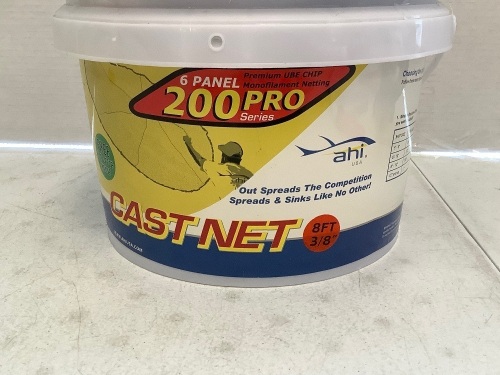 6 PANEL
Premium UBE CHIP
Monofilament Netting
200 PRO
Series
ahi®
USA
Out Spreads The Competition
Spreads & Sinks Like No Other!
CAST NET
8FT
3/8"